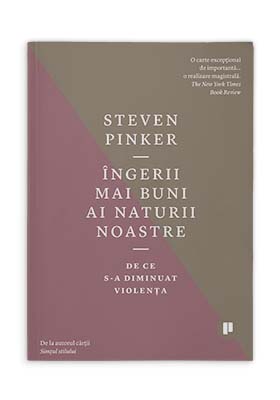 O carte excepțional
de importantă...
o realizare magistrală.
The New York Times
Book Review
STEVEN
PINKER
ÎNGERII
MAI BUNI
AI NATURII
NOASTRE
DE CE
S-A DIMINUAT
VIOLENȚA
De la autorul cărții
Simțul stilului
p